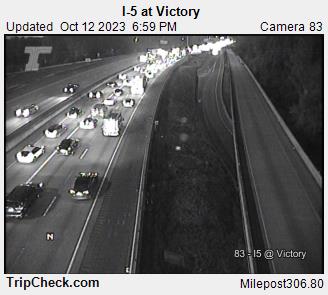 I-5 at Victory
Updated Oct 12 2023 6:59 PM Camera 83
T
N
83 - I5 @ Victory
TripCheck.com Milepost306.80